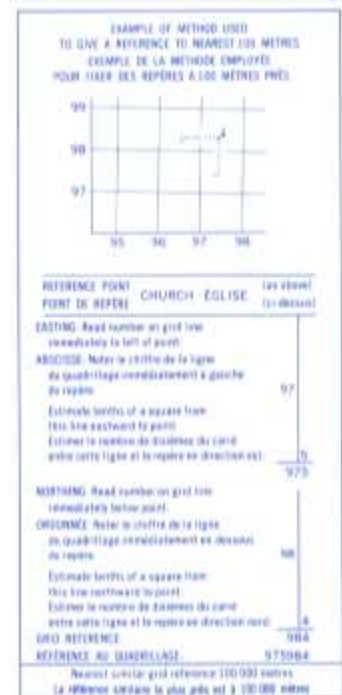 EXAMPLE OF METHOD USED
TO GIVE A REFERENCE TO NEAREST 100 METRES
EXEMPLE DE LA MÉTHODE EMPLOYÉE
POUR FIXER DES REPÈRES À 100 MÈTRES PRÈS
99
98
97
95 96 97 98
REFERENCE POINT
POINT DE REPÈRE
CHURCH - ÉGLISE
(as above)
(ci-dessus)
EASTING: Read number on grid line
immediately to left of point
ABSCISSE: Noter le chiffre de la ligne
du quadrillage immédiatement à gauche
du repère
97
Estimate tenths of a square from
this line eastward to point
Estimer le nombre de dixièmes du carré
entre cette ligne et le repère en direction est
5
975
NORTHING: Read number on grid line
immediately below point
ORDONNÉE: Noter le chiffre de la ligne
du quadrillage immédiatement en dessous
du repère
98
Estimate tenths of a square from
this line northward to point
Estimer le nombre de dixièmes du carré
entre cette ligne et le repère en direction nord
4
984
GRID REFERENCE
RÉFÉRENCE AU QUADRILLAGE
975984
Nearest similar grid reference 100 000 metres
La référence similaire la plus près est à 100 000 mètres